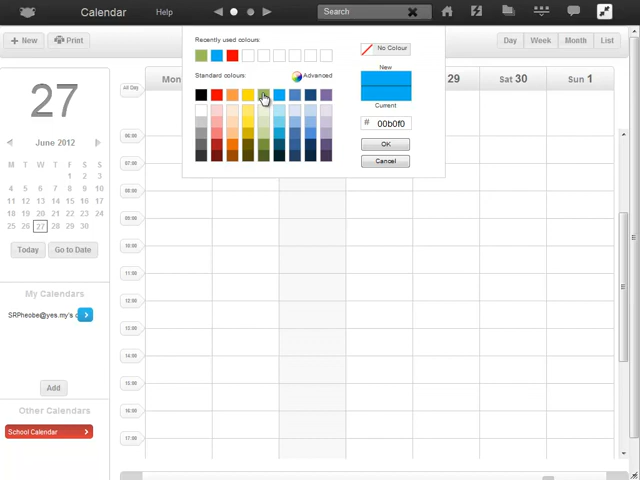 Calendar
Help
Search
New
Print
Day
Week
Month
List
Recently used colours:
Standard colours:
Advanced
No Colour
New
Current
# 00b0f0
OK
Cancel
27
June 2012
M T W T F S S
1 2 3
4 5 6 7 8 9 10
11 12 13 14 15 16 17
18 19 20 21 22 23 24
25 26 27 28 29 30
Today
Go to Date
My Calendars
SRPheobe@yes.my's c
Add
Other Calendars
School Calendar
Mon
29
Sat 30
Sun 1
All Day
06:00
07:00
08:00
09:00
10:00
11:00
12:00
13:00
14:00
15:00
16:00
17:00